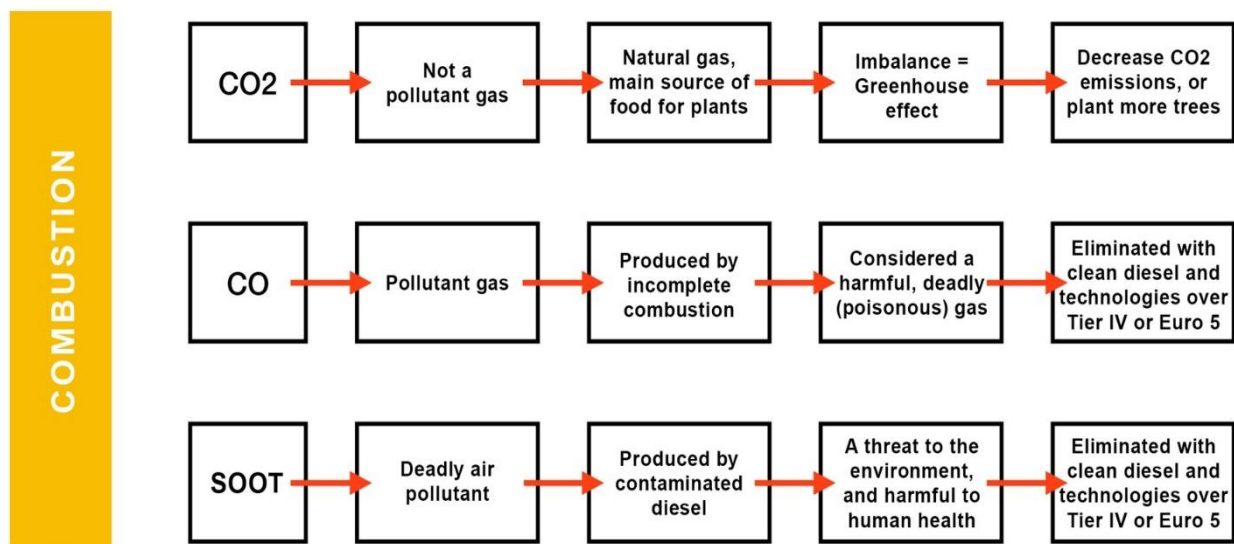 COMBUSTION
CO2
Not a
pollutant gas
Natural gas,
main source of
food for plants
Imbalance =
Greenhouse
effect
Decrease CO2
emissions, or
plant more trees
CO
Pollutant gas
Produced by
incomplete
combustion
Considered a
harmful, deadly
(poisonous) gas
Eliminated with
clean diesel and
technologies over
Tier IV or Euro 5
SOOT
Deadly air
pollutant
Produced by
contaminated
diesel
A threat to the
environment,
and harmful to
human health
Eliminated with
clean diesel and
technologies over
Tier IV or Euro 5